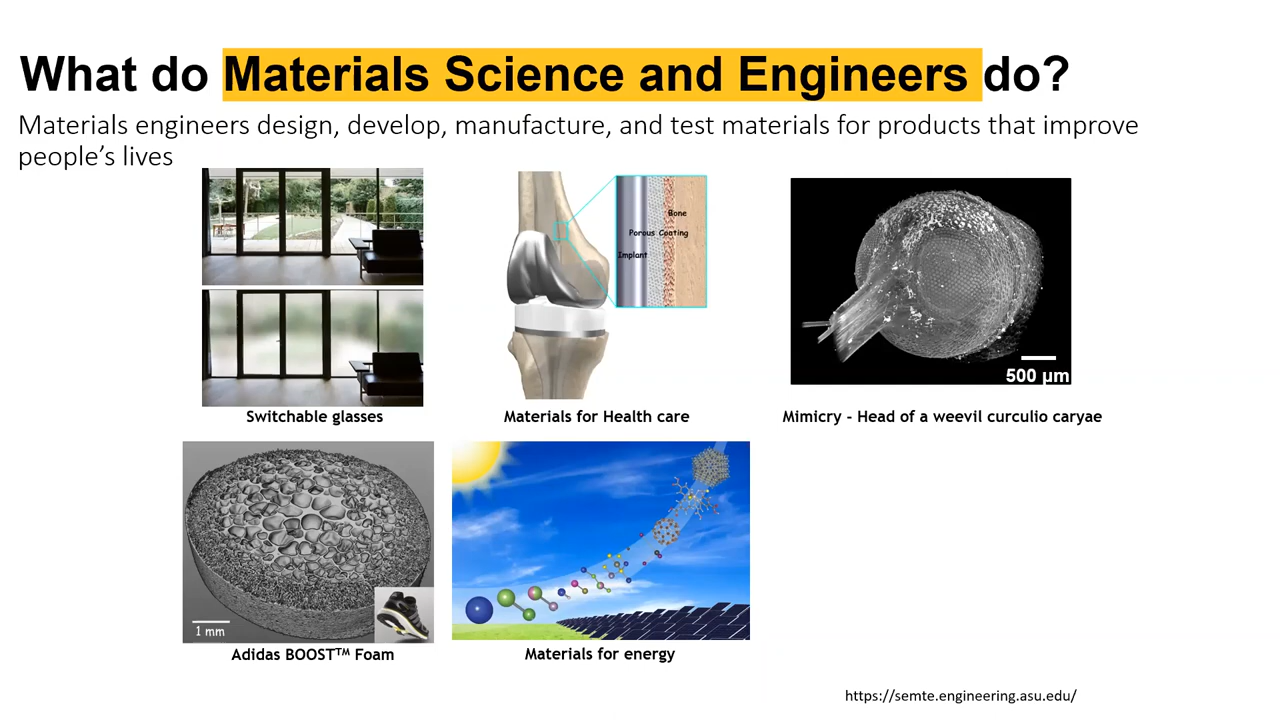 What do Materials Science and Engineers do?
Materials engineers design, develop, manufacture, and test materials for products that improve
people’s lives
Bone
Porous Coating
Implant
500 µm
Switchable glasses
Materials for Health care
Mimicry - Head of a weevil curculio caryae
1 mm
Adidas BOOST™ Foam
Materials for energy
https://semte.engineering.asu.edu/